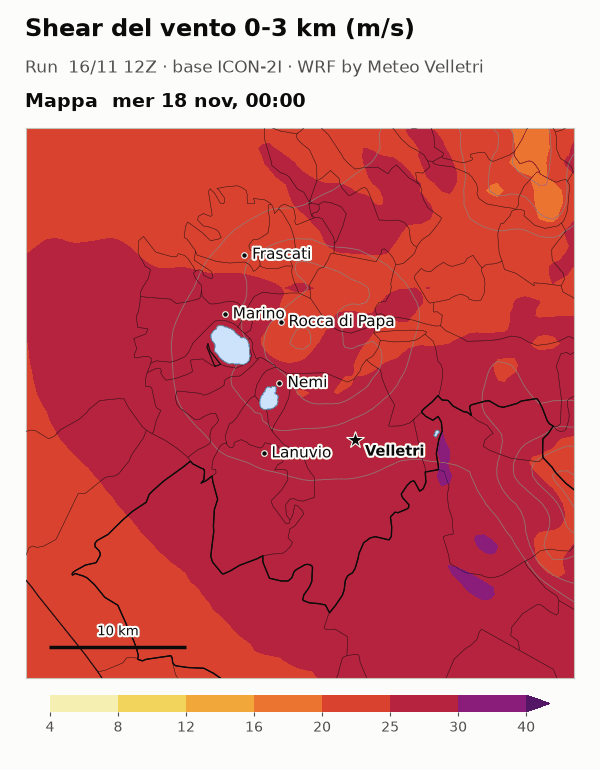 Shear del vento 0-3 km (m/s)
Run  16/11 12Z · base ICON-2I · WRF by Meteo Velletri
Mappa  mer 18 nov, 00:00
Frascati
Marino
Rocca di Papa
Nemi
Velletri
Lanuvio
10 km
4 8 12 16 20 25 30 40